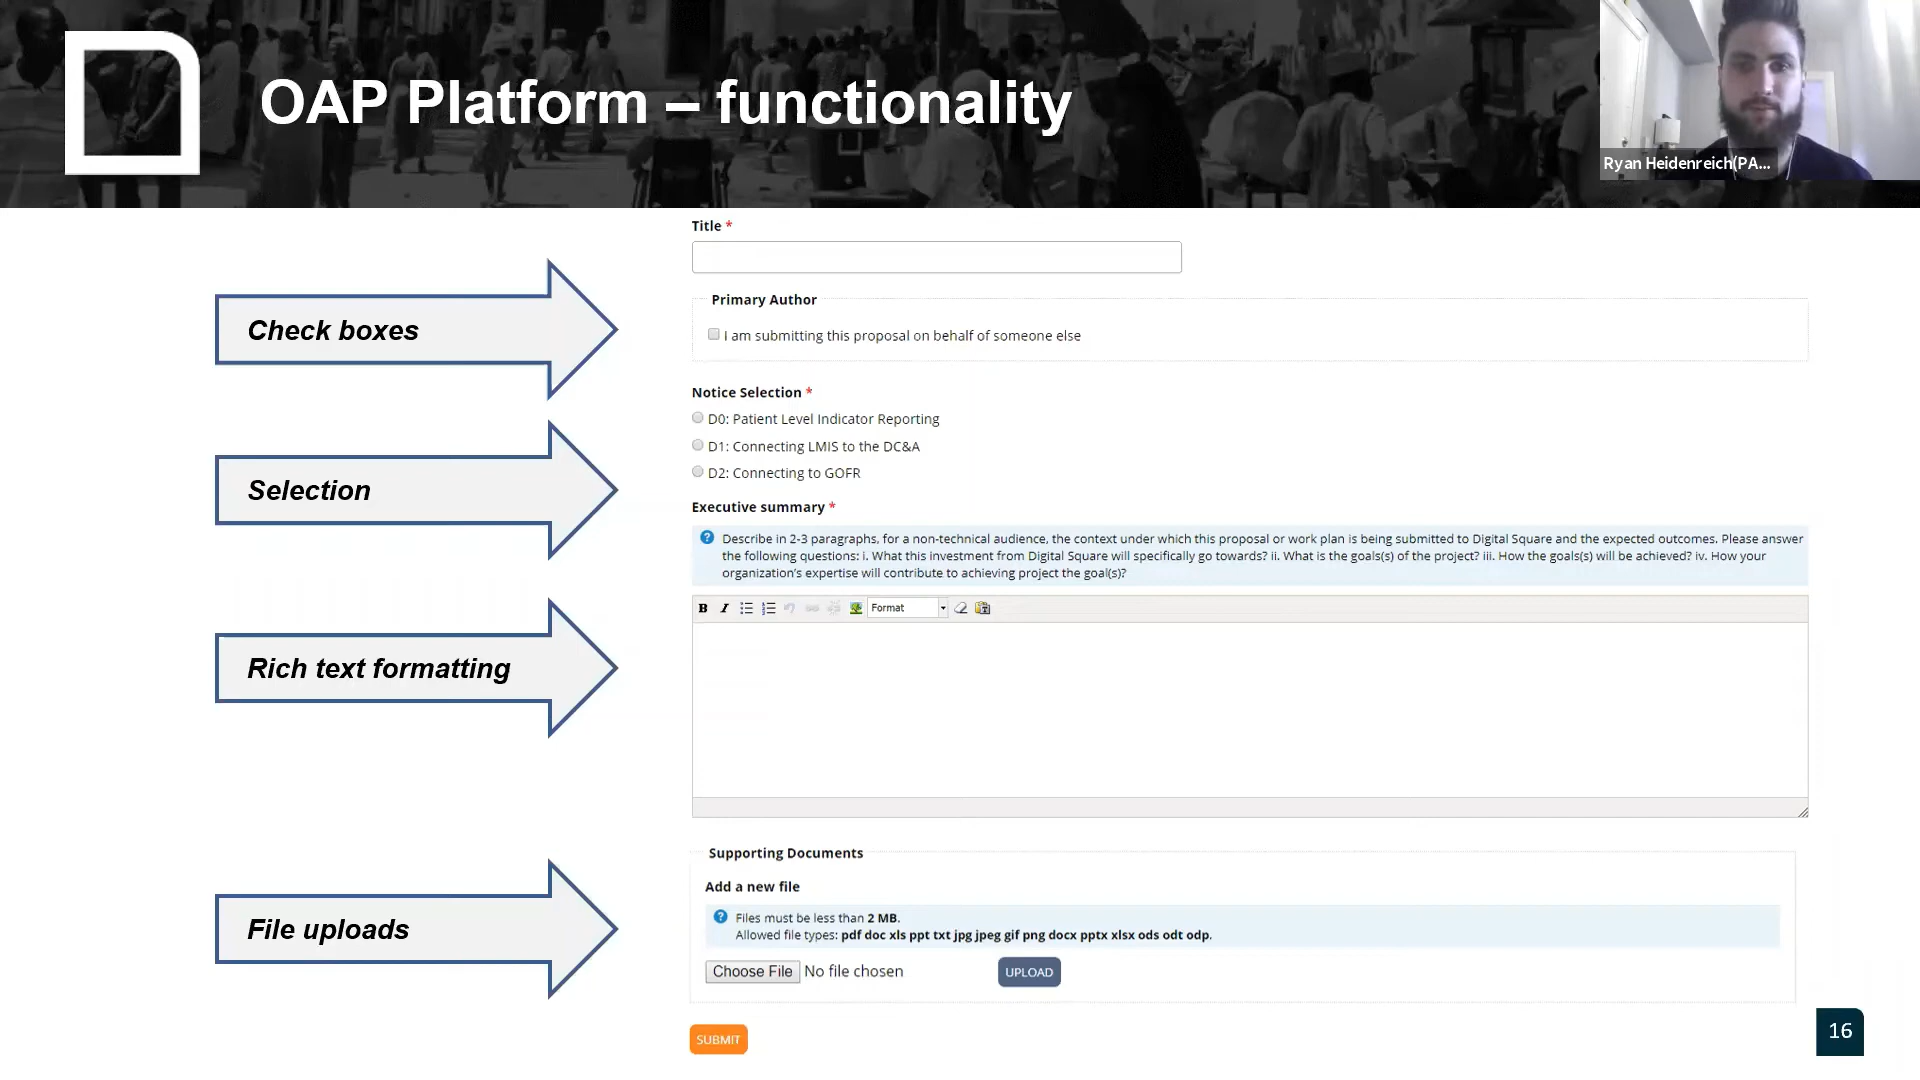 OAP Platform – functionality
Ryan Heidenreich(PA...
Check boxes
Selection
Rich text formatting
File uploads
Title *
Primary Author
I am submitting this proposal on behalf of someone else
Notice Selection *
D0: Patient Level Indicator Reporting
D1: Connecting LMIS to the DC&A
D2: Connecting to GOFR
Executive summary *
Describe in 2-3 paragraphs, for a non-technical audience, the context under which this proposal or work plan is being submitted to Digital Square and the expected outcomes. Please answer
the following questions: i. What this investment from Digital Square will specifically go towards? ii. What is the goals(s) of the project? iii. How the goals(s) will be achieved? iv. How your
organization's expertise will contribute to achieving project the goal(s)?
B I Format
Supporting Documents
Add a new file
Files must be less than 2 MB.
Allowed file types: pdf doc xls ppt txt jpg jpeg gif png docx pptx xlsx ods odt odp.
Choose File No file chosen UPLOAD
SUBMIT
16